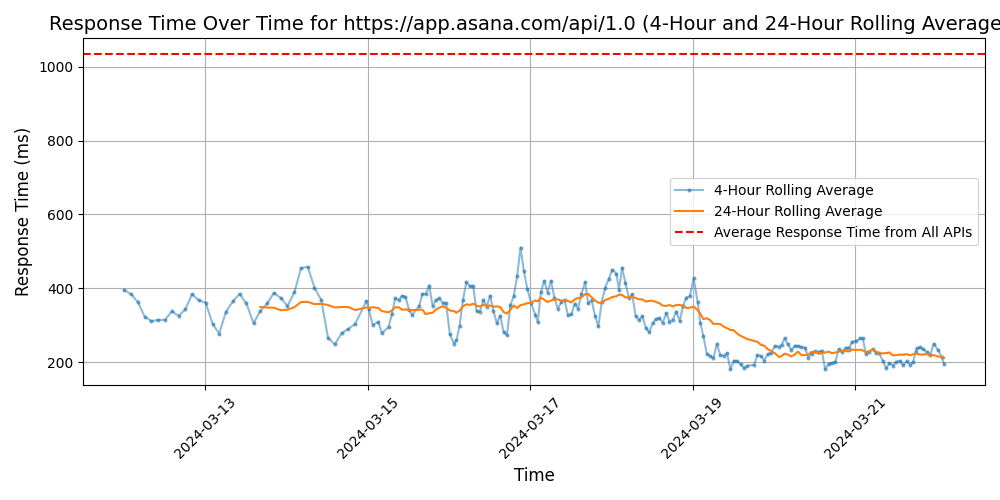 Response Time Over Time for https://app.asana.com/api/1.0 (4-Hour and 24-Hour Rolling Average
Response Time (ms)
1000
800
600
400
200
4-Hour Rolling Average
24-Hour Rolling Average
Average Response Time from All APIs
2024-03-13
2024-03-15
2024-03-17
2024-03-19
2024-03-21
Time